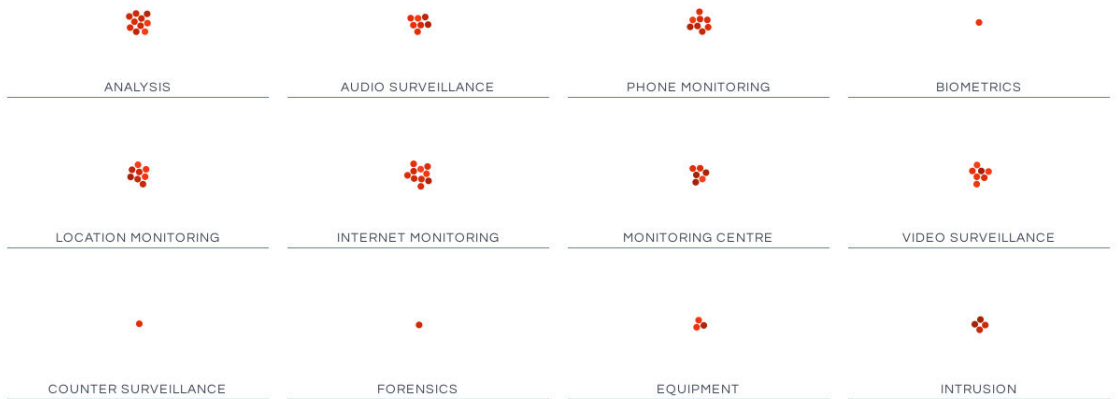 ANALYSIS
AUDIO SURVEILLANCE
PHONE MONITORING
BIOMETRICS
LOCATION MONITORING
INTERNET MONITORING
MONITORING CENTRE
VIDEO SURVEILLANCE
COUNTER SURVEILLANCE
FORENSICS
EQUIPMENT
INTRUSION